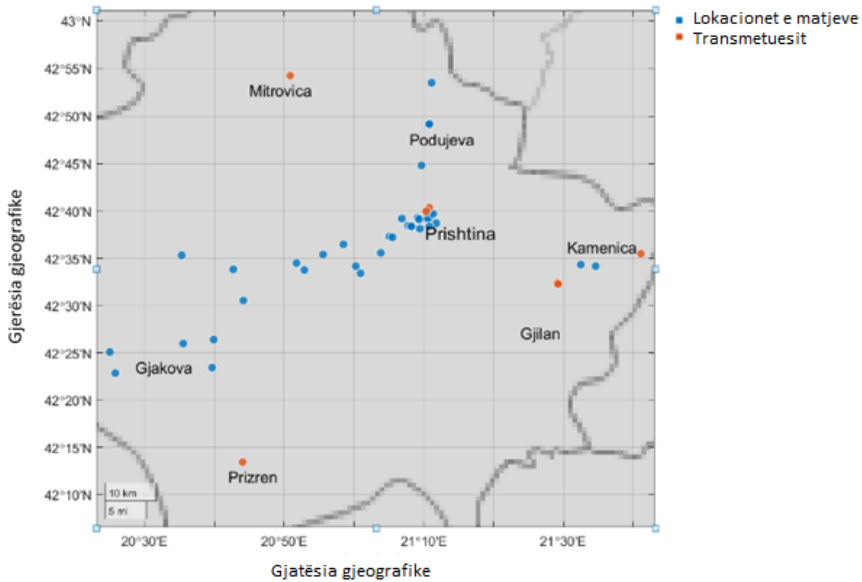 Lokacionet e matjeve
Transmetuesit
43°N
42°55'N
42°50'N
42°45'N
42°40'N
42°35'N
42°30'N
42°25'N
42°20'N
42°15'N
42°10'N
Gjerësia gjeografike
Mitrovica
Podujeva
Prishtina
Kamenica
Gjilan
Gjakova
Prizren
10 km
5 mi
20°30'E 20°50'E 21°10'E 21°30'E
Gjatësia gjeografike